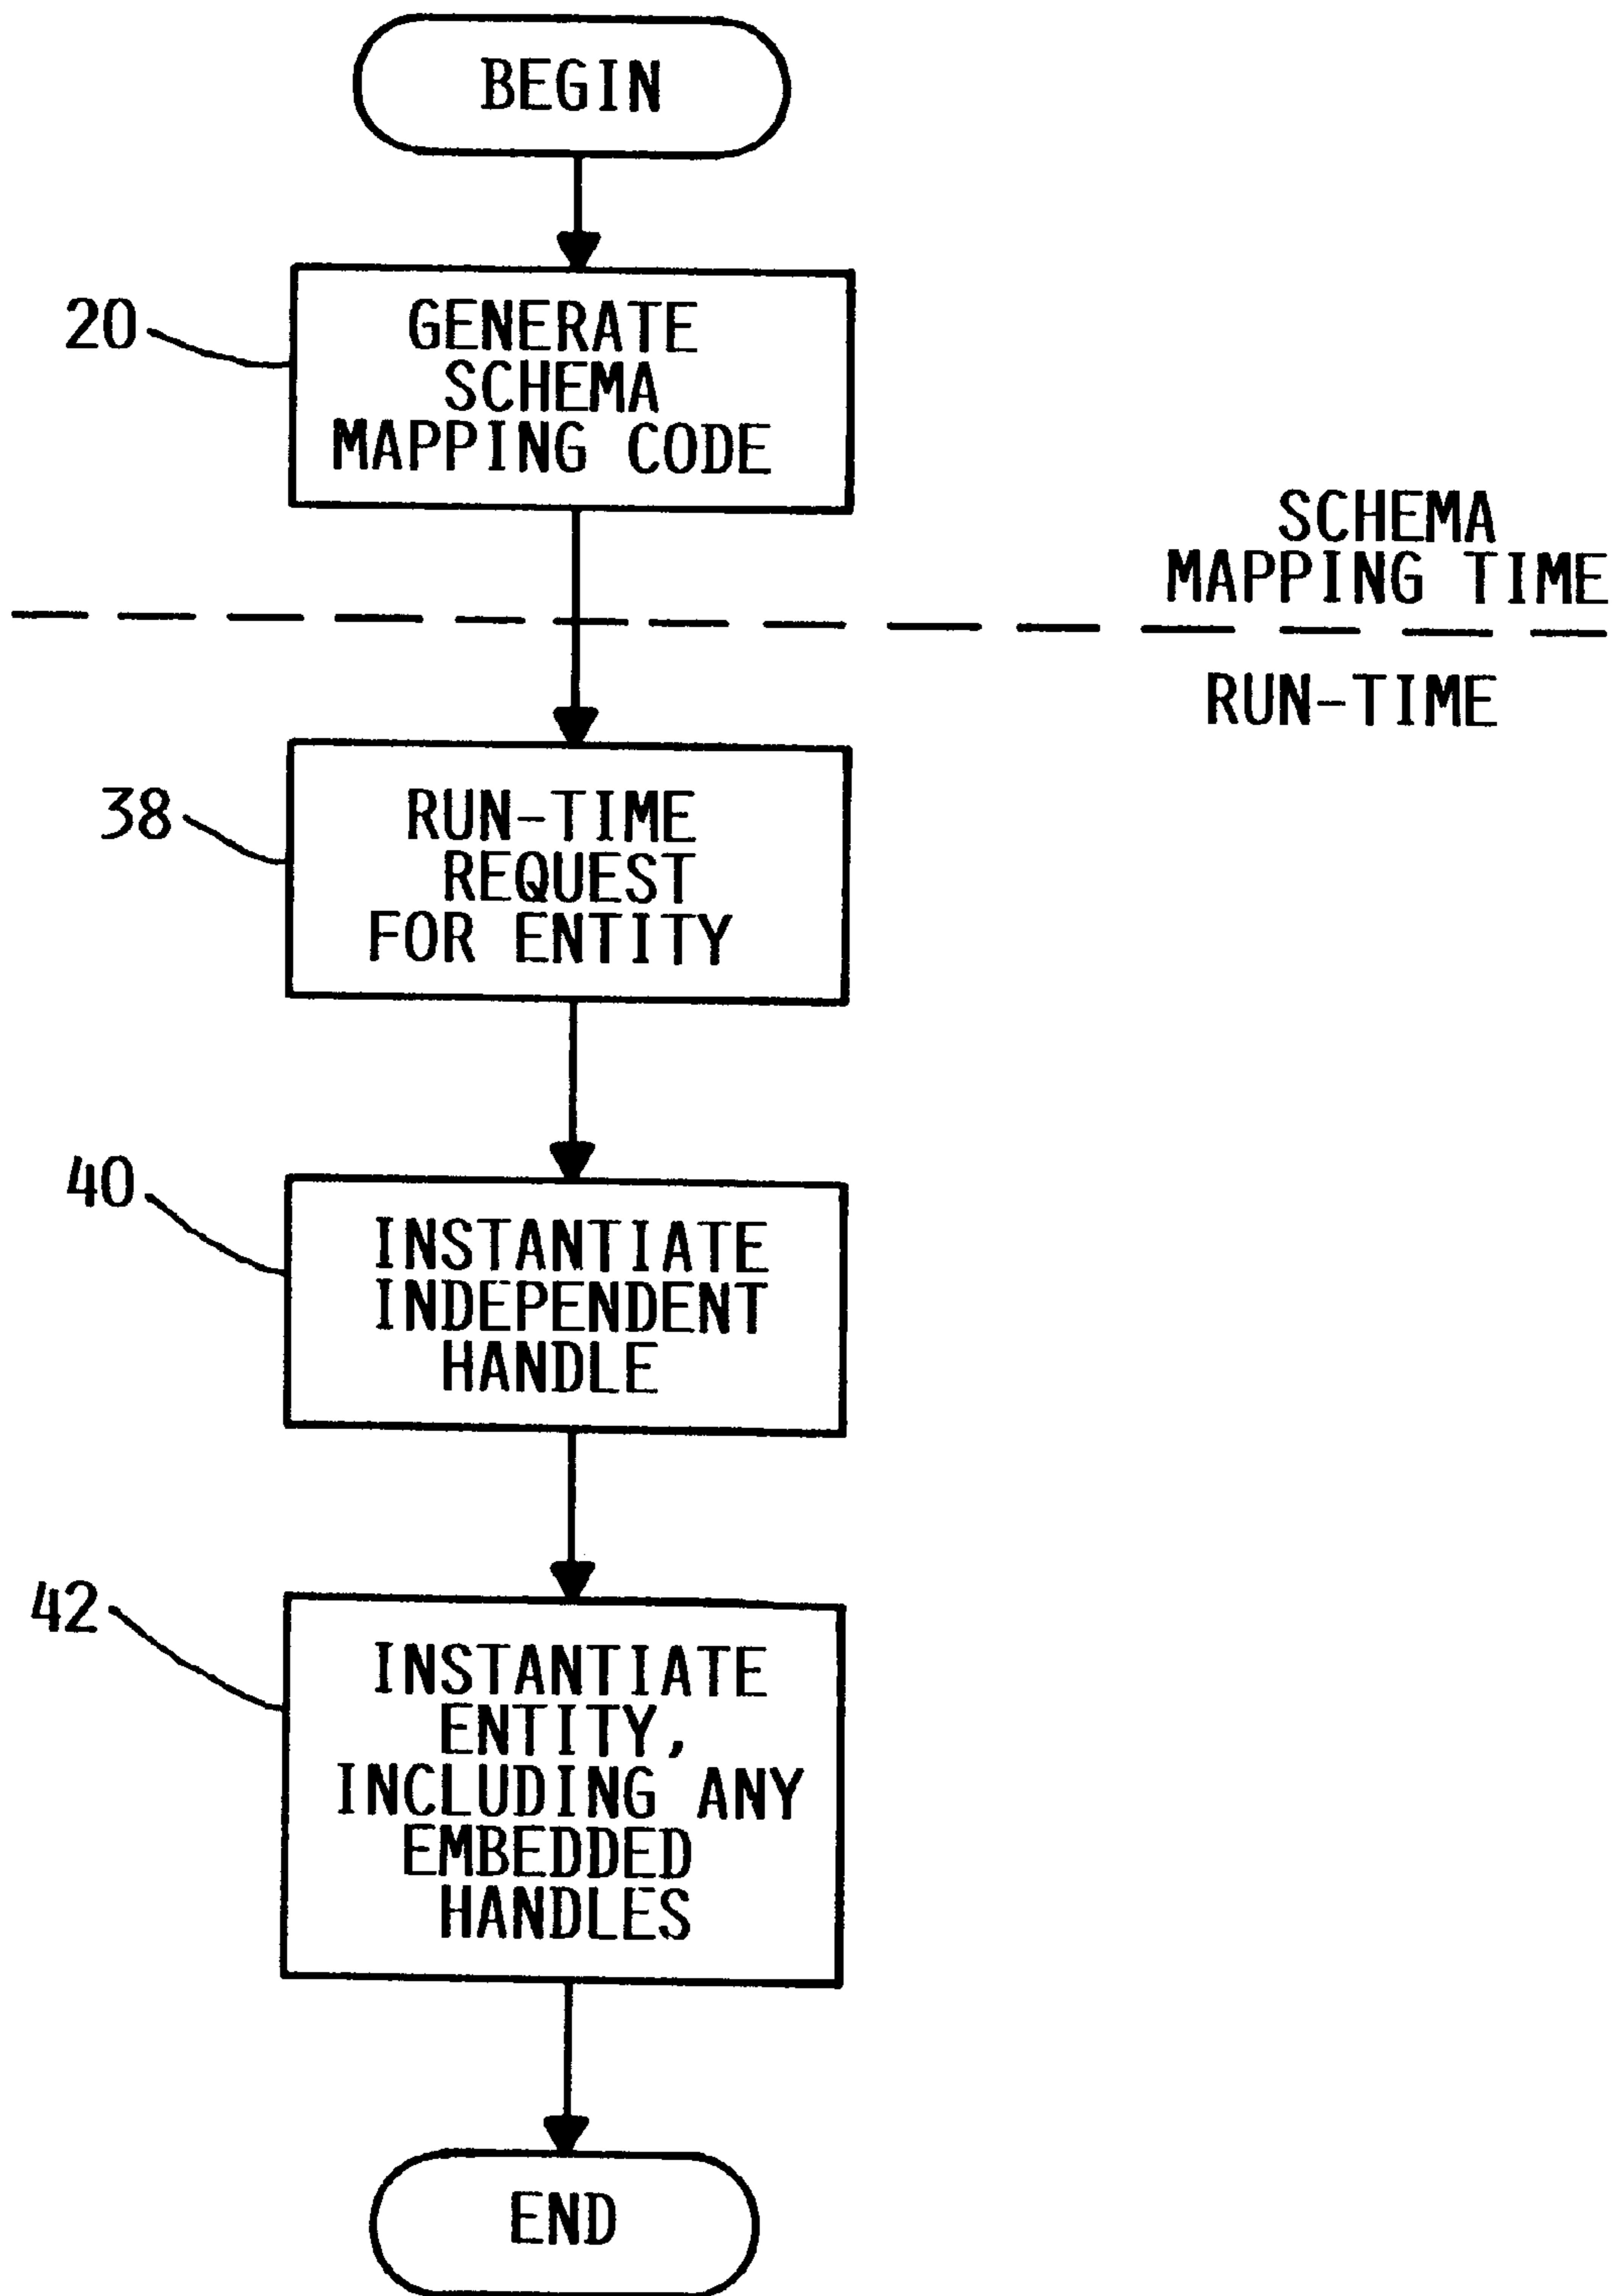 BEGIN
20
GENERATE
SCHEMA
MAPPING CODE
SCHEMA
MAPPING TIME
RUN-TIME
38
RUN-TIME
REQUEST
FOR ENTITY
40
INSTANTIATE
INDEPENDENT
HANDLE
42
INSTANTIATE
ENTITY,
INCLUDING ANY
EMBEDDED
HANDLES
END